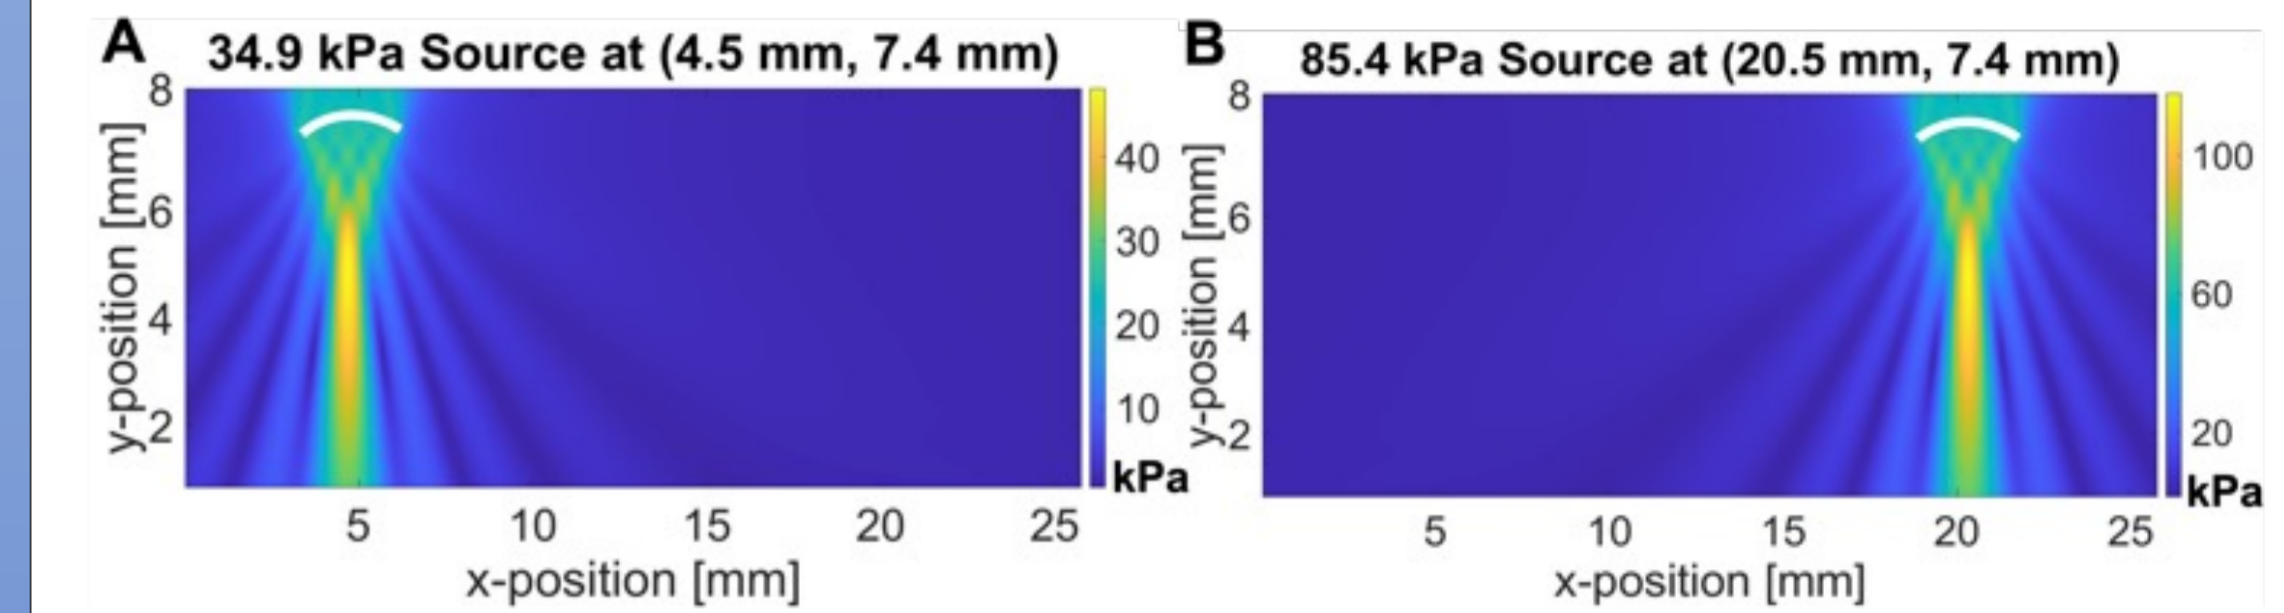 A
34.9 kPa Source at (4.5 mm, 7.4 mm)
8
6
4
2
y-position [mm]
5 10 15 20 25
x-position [mm]
40
30
20
10
kPa
B
85.4 kPa Source at (20.5 mm, 7.4 mm)
8
6
4
2
y-position [mm]
5 10 15 20 25
x-position [mm]
100
60
20
kPa